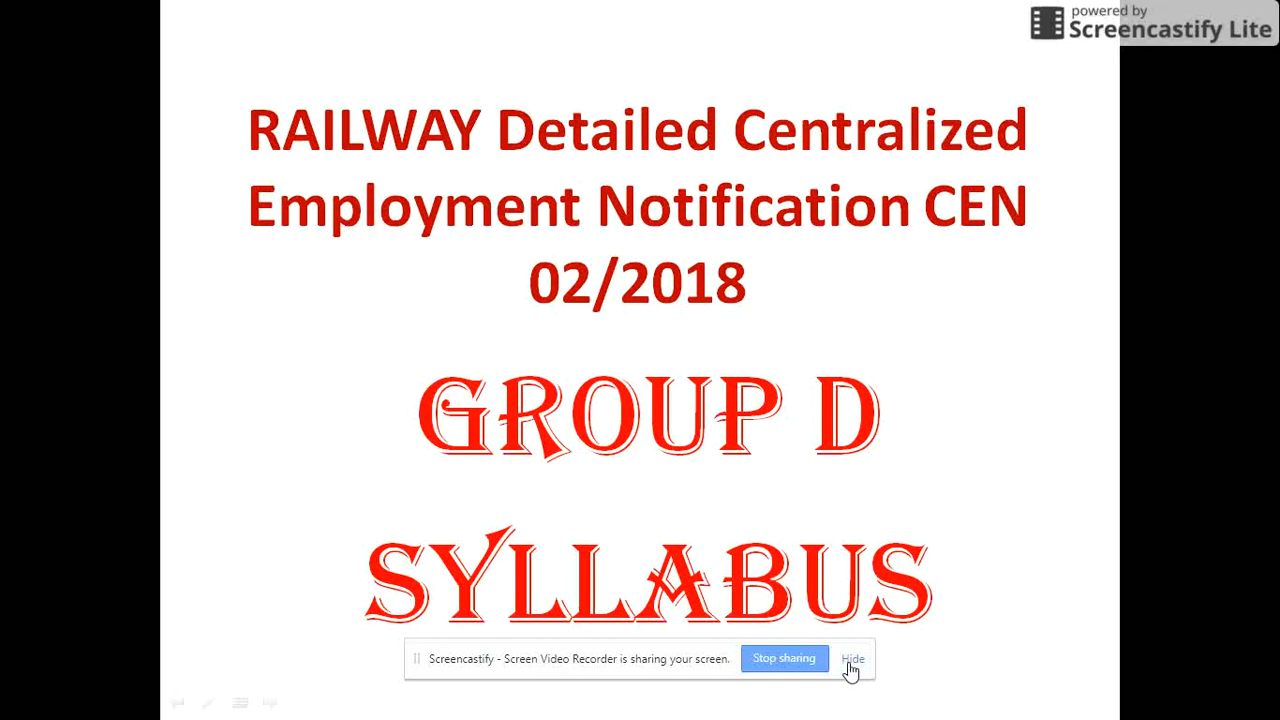 powered by
Screencastify Lite
RAILWAY Detailed Centralized
Employment Notification CEN
02/2018
GROUP D
SYLLABUS
Screencastify - Screen Video Recorder is sharing your screen. Stop sharing Hide